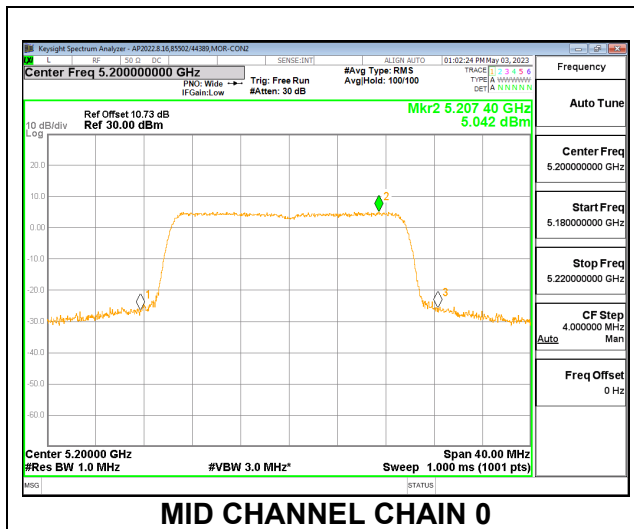 Keysight Spectrum Analyzer - AP2022.8.16,85502/44389,MOR-CON2
L RF 50 Ω DC SENSE:INT ALIGN AUTO 01:02:24 PM May 03, 2023
Center Freq 5.200000000 GHz
PNO: Wide
IFGain:Low
Trig: Free Run
#Atten: 30 dB
#Avg Type: RMS
Avg|Hold: 100/100
TRACE 1 2 3 4 5 6
TYPE A WWWWW
DET A N N N N N
Frequency
Ref Offset 10.73 dB
10 dB/div Ref 30.00 dBm
Log
Mkr2 5.207 40 GHz
5.042 dBm
20.0
10.0
0.00
-10.0
-20.0
-30.0
-40.0
-50.0
-60.0
1
2
3
Center 5.20000 GHz Span 40.00 MHz
#Res BW 1.0 MHz #VBW 3.0 MHz* Sweep 1.000 ms (1001 pts)
MSG STATUS
Auto Tune
Center Freq
5.200000000 GHz
Start Freq
5.180000000 GHz
Stop Freq
5.220000000 GHz
CF Step
4.000000 MHz
Auto Man
Freq Offset
0 Hz
MID CHANNEL CHAIN 0